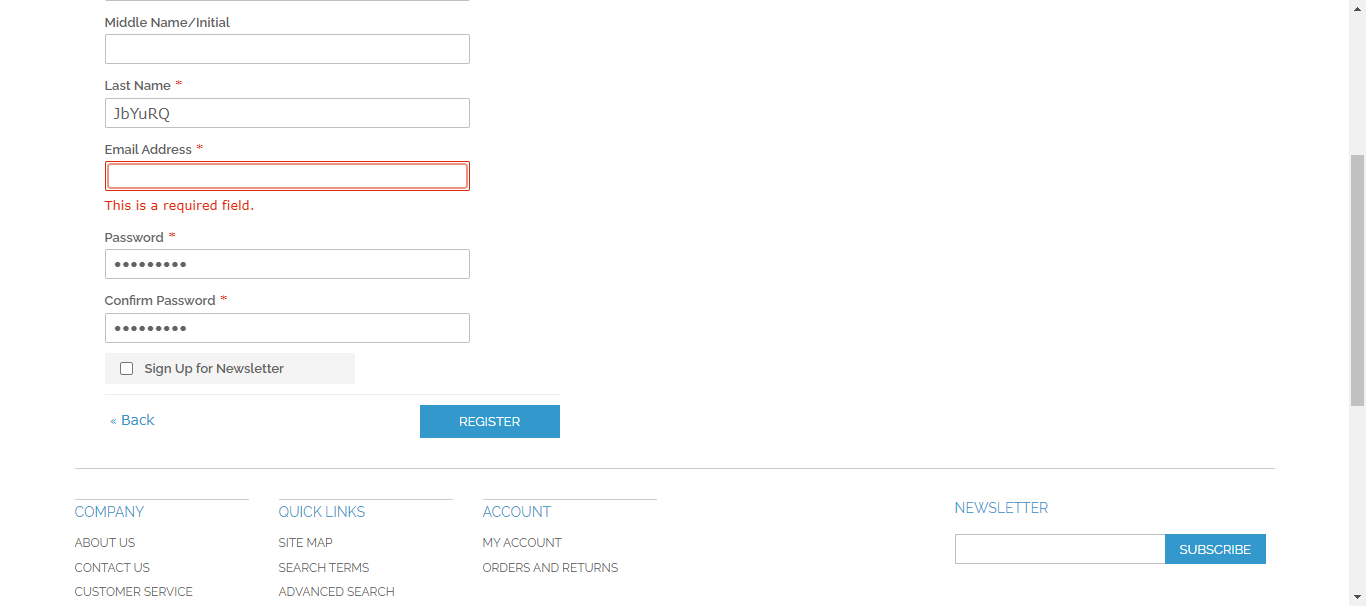 Middle Name/Initial
Last Name *
JbYuRQ
Email Address *
This is a required field.
Password *
•••••••••
Confirm Password *
•••••••••
Sign Up for Newsletter
« Back
REGISTER
COMPANY
ABOUT US
CONTACT US
CUSTOMER SERVICE
QUICK LINKS
SITE MAP
SEARCH TERMS
ADVANCED SEARCH
ACCOUNT
MY ACCOUNT
ORDERS AND RETURNS
NEWSLETTER
SUBSCRIBE